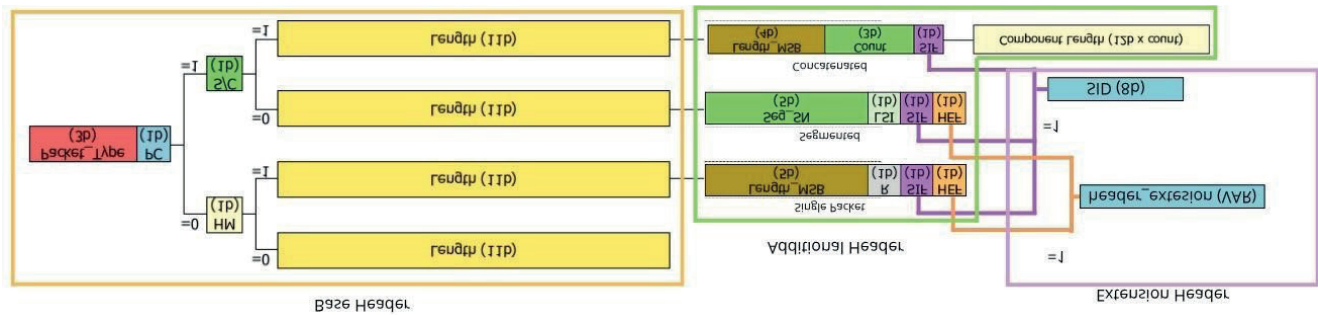 Base Header
Packet_Type
(3b)
PC
(1b)
=0
HM
(1b)
=0
Length (11b)
=1
Length (11b)
=1
S/C
(1b)
=0
Length (11b)
=1
Length (11b)
Additional Header
Single Packet
Length_MSB
(5b)
R
(1b)
SIF
(1b)
HEF
(1b)
Segmented
Seg_SN
(5b)
LSI
(1b)
SIF
(1b)
HEF
(1b)
Concatenated
Length_MSB
(4b)
Count
(3b)
SIF
(1b)
Component Length (12b x count)
Extension Header
=1
header_extesion (VAR)
=1
SID (8b)